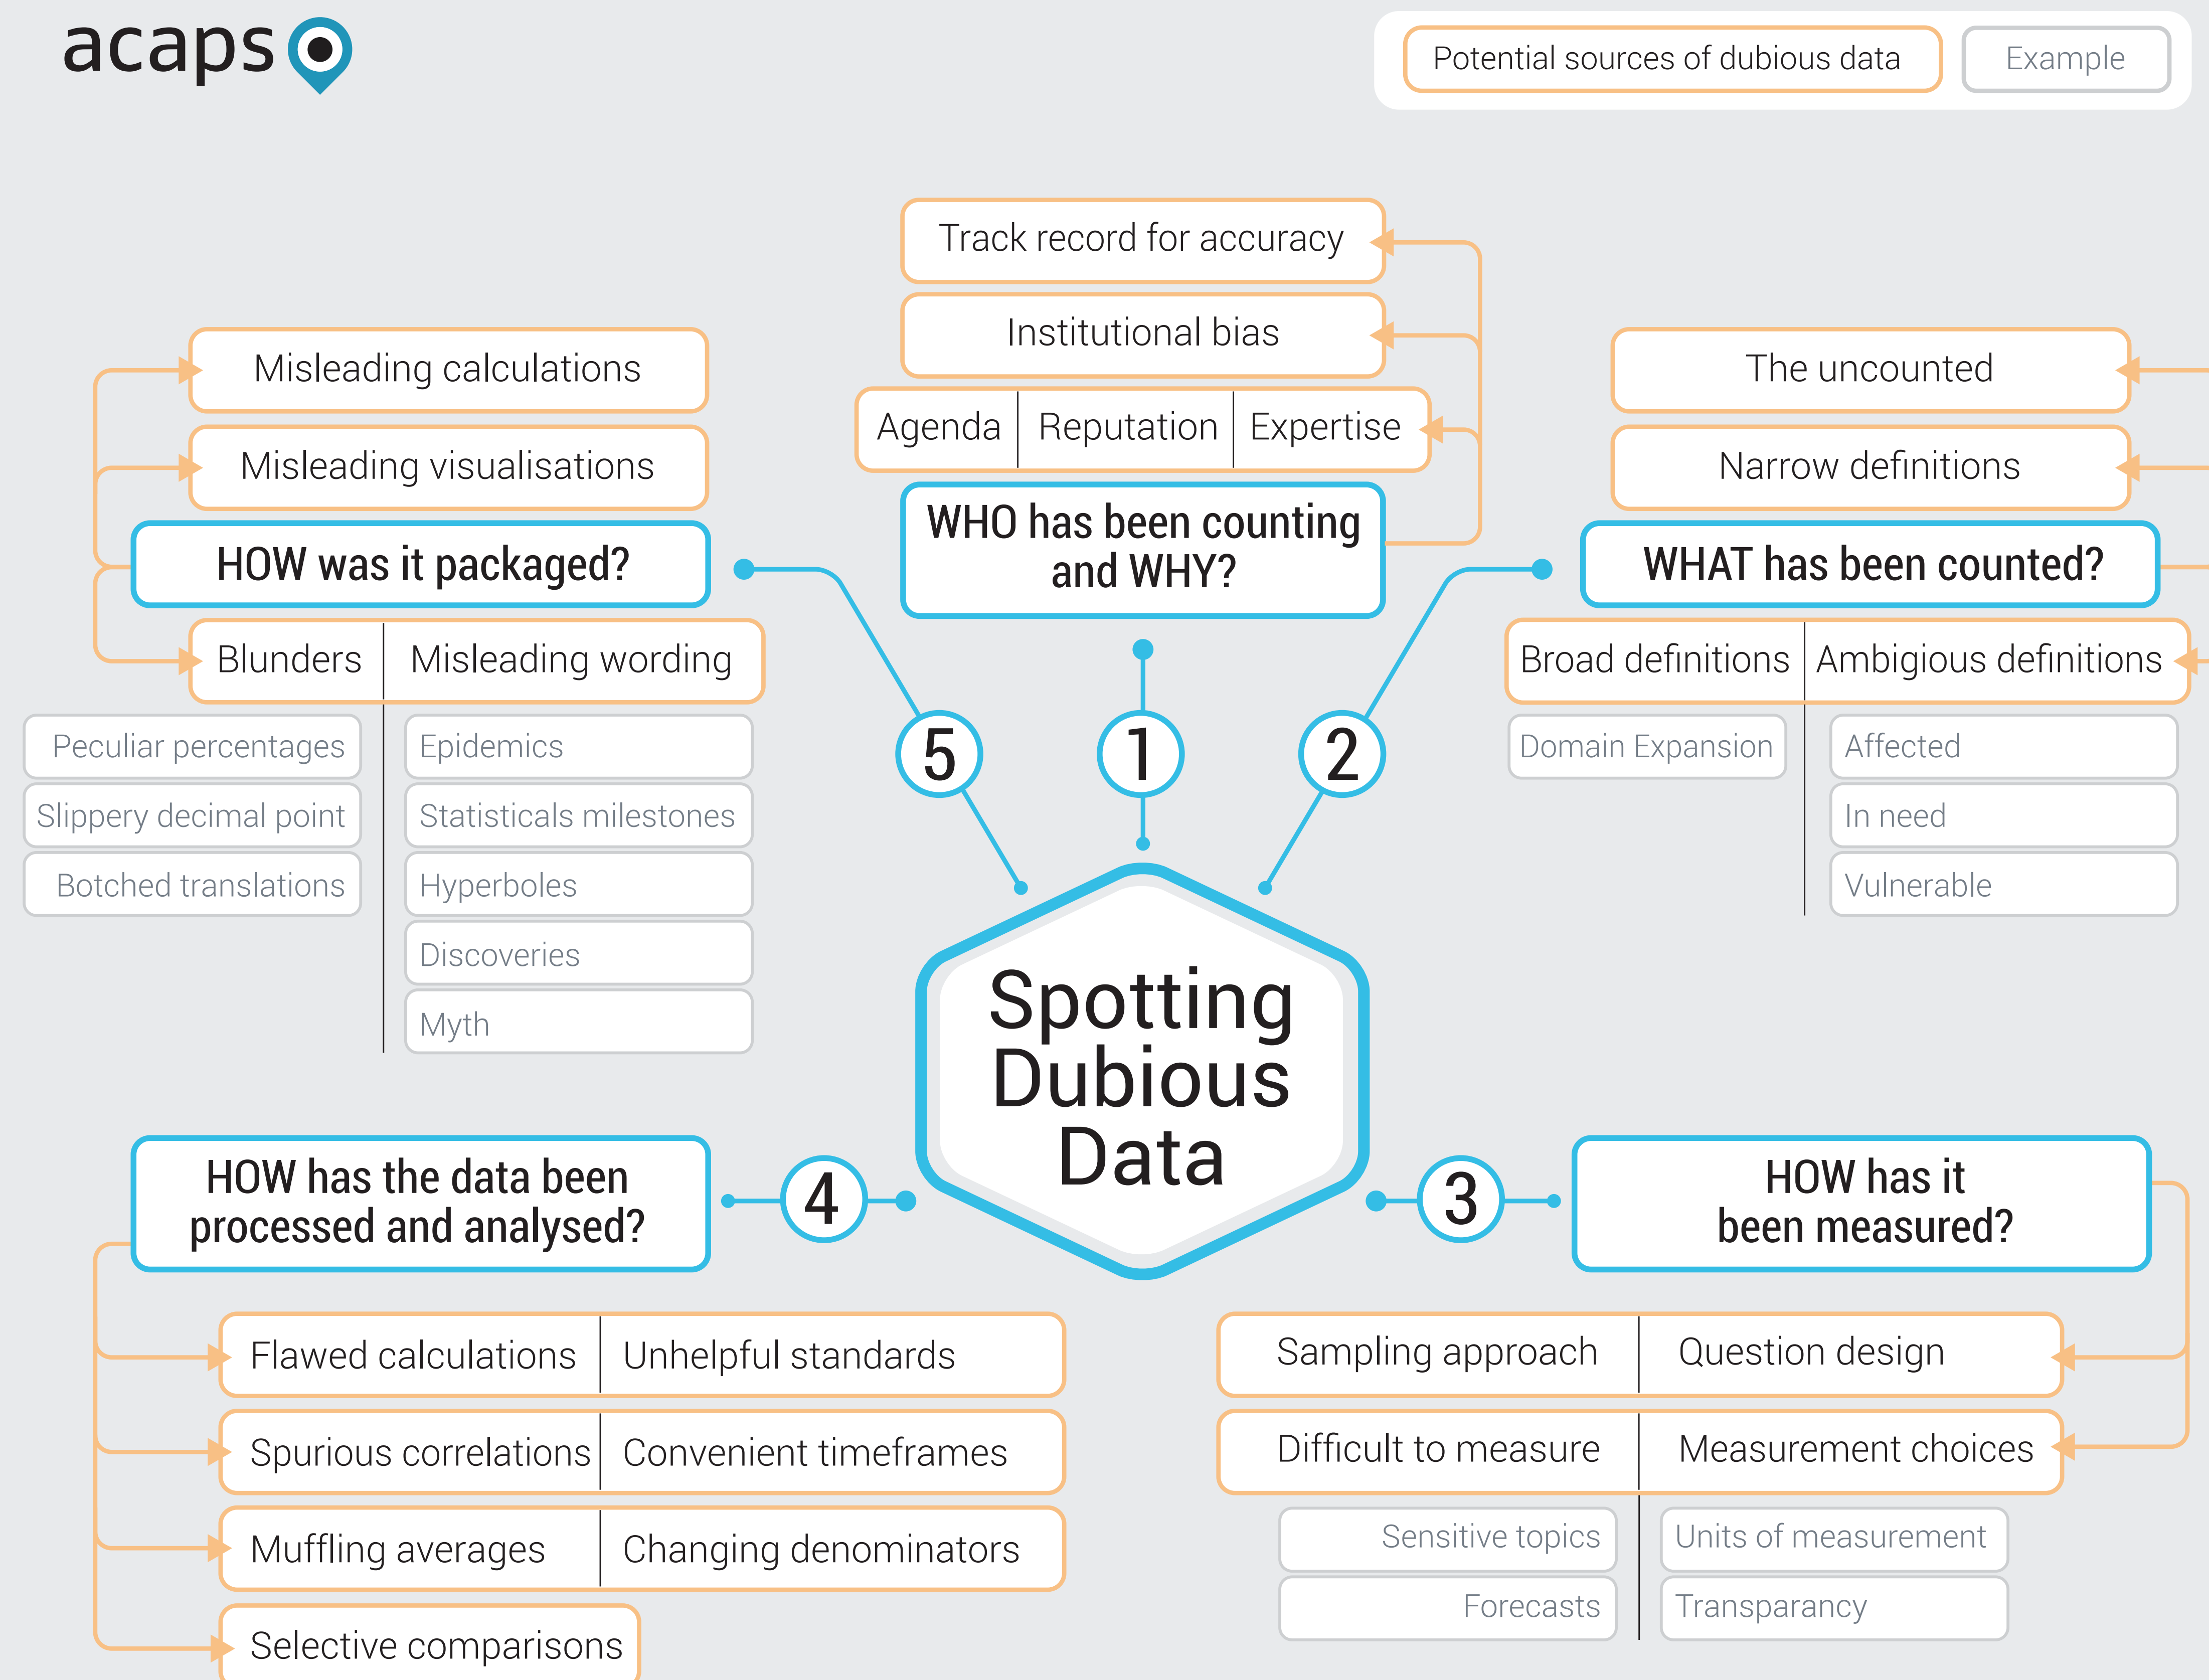 acaps
Potential sources of dubious data
Example
Track record for accuracy
Institutional bias
Agenda
Reputation
Expertise
WHO has been counting
and WHY?
1
The uncounted
Narrow definitions
WHAT has been counted?
Broad definitions
Ambigious definitions
Domain Expansion
Affected
In need
Vulnerable
2
Misleading calculations
Misleading visualisations
HOW was it packaged?
Blunders
Misleading wording
Peculiar percentages
Slippery decimal point
Botched translations
Epidemics
Statisticals milestones
Hyperboles
Discoveries
Myth
5
Spotting
Dubious
Data
HOW has the data been
processed and analysed?
4
Flawed calculations
Unhelpful standards
Spurious correlations
Convenient timeframes
Muffling averages
Changing denominators
Selective comparisons
3
HOW has it
been measured?
Sampling approach
Question design
Difficult to measure
Measurement choices
Sensitive topics
Forecasts
Units of measurement
Transparancy